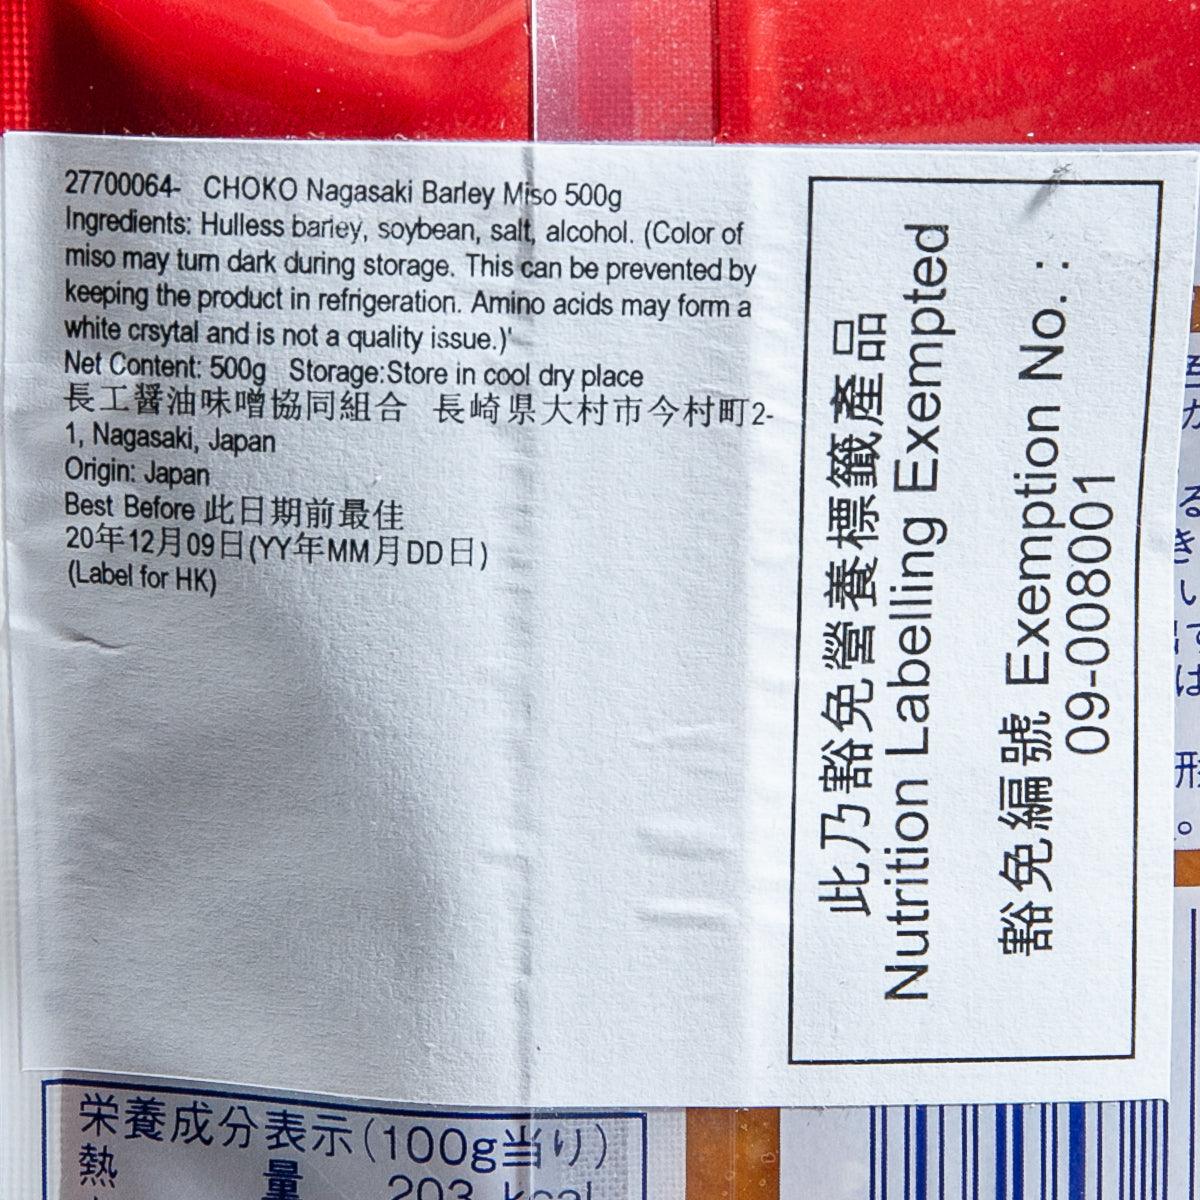 27700064- CHOKO Nagasaki Barley Miso 500g
Ingredients: Hulless barley, soybean, salt, alcohol. (Color of
miso may turn dark during storage. This can be prevented by
keeping the product in refrigeration. Amino acids may form a
white crsytal and is not a quality issue.)'
Net Content: 500g Storage:Store in cool dry place
長工醤油味噌協同組合 長崎県大村市今村町2-
1, Nagasaki, Japan
Origin: Japan
Best Before 此日期前最佳
20年12月09日(YY年MM月DD日)
(Label for HK)
此乃豁免營養標籤產品
Nutrition Labelling Exempted
豁免編號 Exemption No. :
09-008001
栄養成分表示(100g当り)
熱量 203 kcal